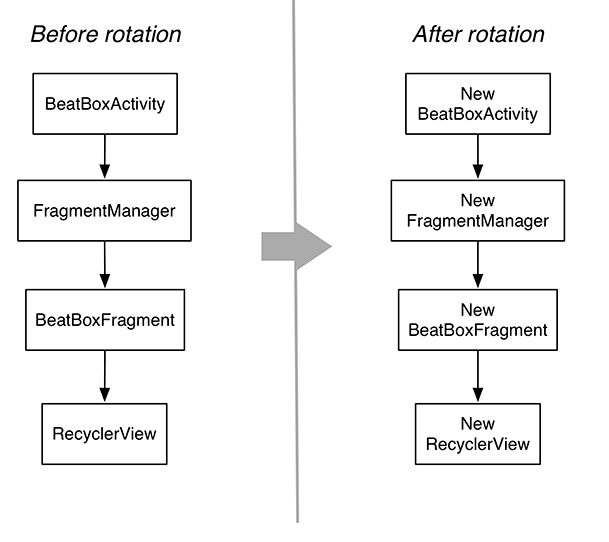 Before rotation
BeatBoxActivity
FragmentManager
BeatBoxFragment
RecyclerView
After rotation
New
BeatBoxActivity
New
FragmentManager
New
BeatBoxFragment
New
RecyclerView